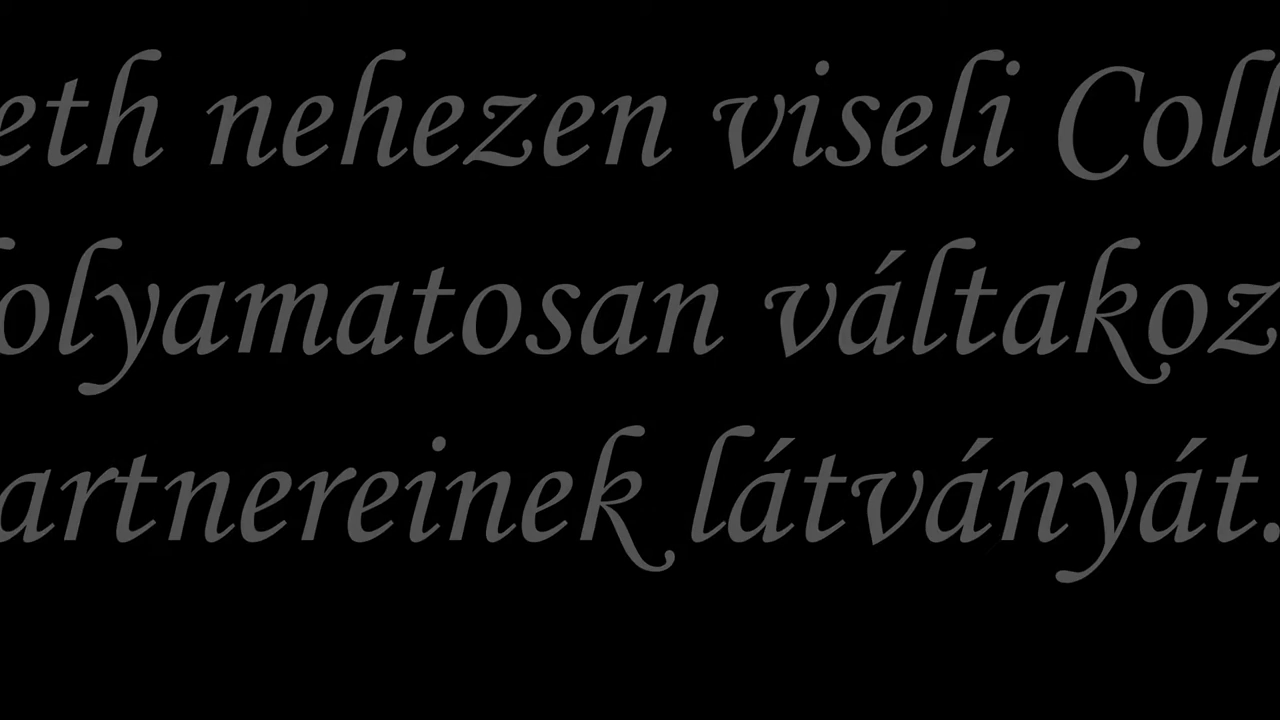 eth nehezen viseli Coll
olyamatosan váltakoz
artnereinek látványát.